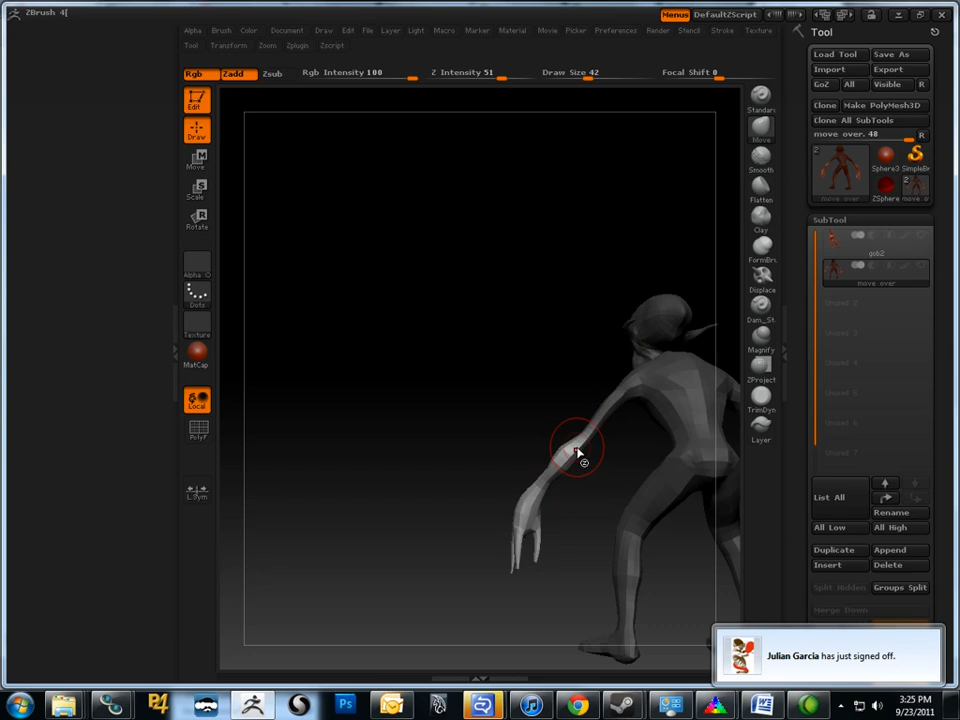 ZBrush 4[
Menus DefaultZScript
Alpha Brush Color Document Draw Edit File Layer Light Macro Marker Material Movie Picker Preferences Render Stencil Stroke Texture
Tool Transform Zoom Zplugin Zscript
Rgb Zadd Zsub Rgb Intensity 100 Z Intensity 51 Draw Size 42 Focal Shift 0
Edit
Draw
Move
Scale
Rotate
Alpha O
Dots
Texture
MatCap
Local
PolyF
L.Sym
Standar
Move
Smooth
Flatten
Clay
FormBru
Displace
Dam_St
Magnify
ZProject
TrimDyn
Layer
Tool
Load Tool Save As
Import Export
GoZ All Visible R
Clone Make PolyMesh3D
Clone All SubTools
move over. 48 R
2
Sphere3 SimpleBr
2
move over ZSphere move o
SubTool
gob2
move over
Unused 2
Unused 3
Unused 4
Unused 5
Unused 6
Unused 7
List All
Rename
All Low All High
Duplicate Append
Insert Delete
Split Hidden Groups Split
Merge Down
Julian Garcia has just signed off.
P4
Ps
3:25 PM
9/23/2011